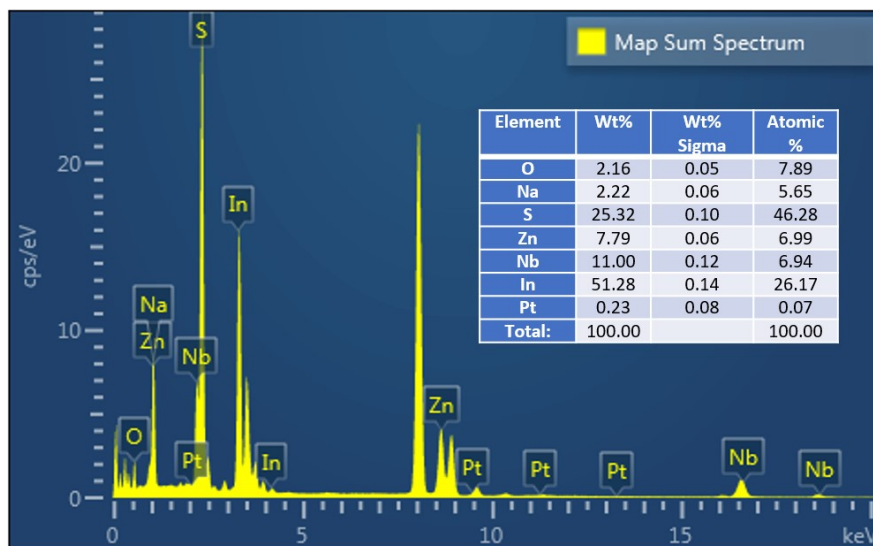 Map Sum Spectrum
S
20
In
Na
10
Zn
Nb
Zn
O
Pt
In
Pt
Pt
Pt
Nb
Nb
0
cps/eV
0 5 10 15 keV
Element Wt% Wt% Sigma Atomic %
O 2.16 0.05 7.89
Na 2.22 0.06 5.65
S 25.32 0.10 46.28
Zn 7.79 0.06 6.99
Nb 11.00 0.12 6.94
In 51.28 0.14 26.17
Pt 0.23 0.08 0.07
Total: 100.00 100.00